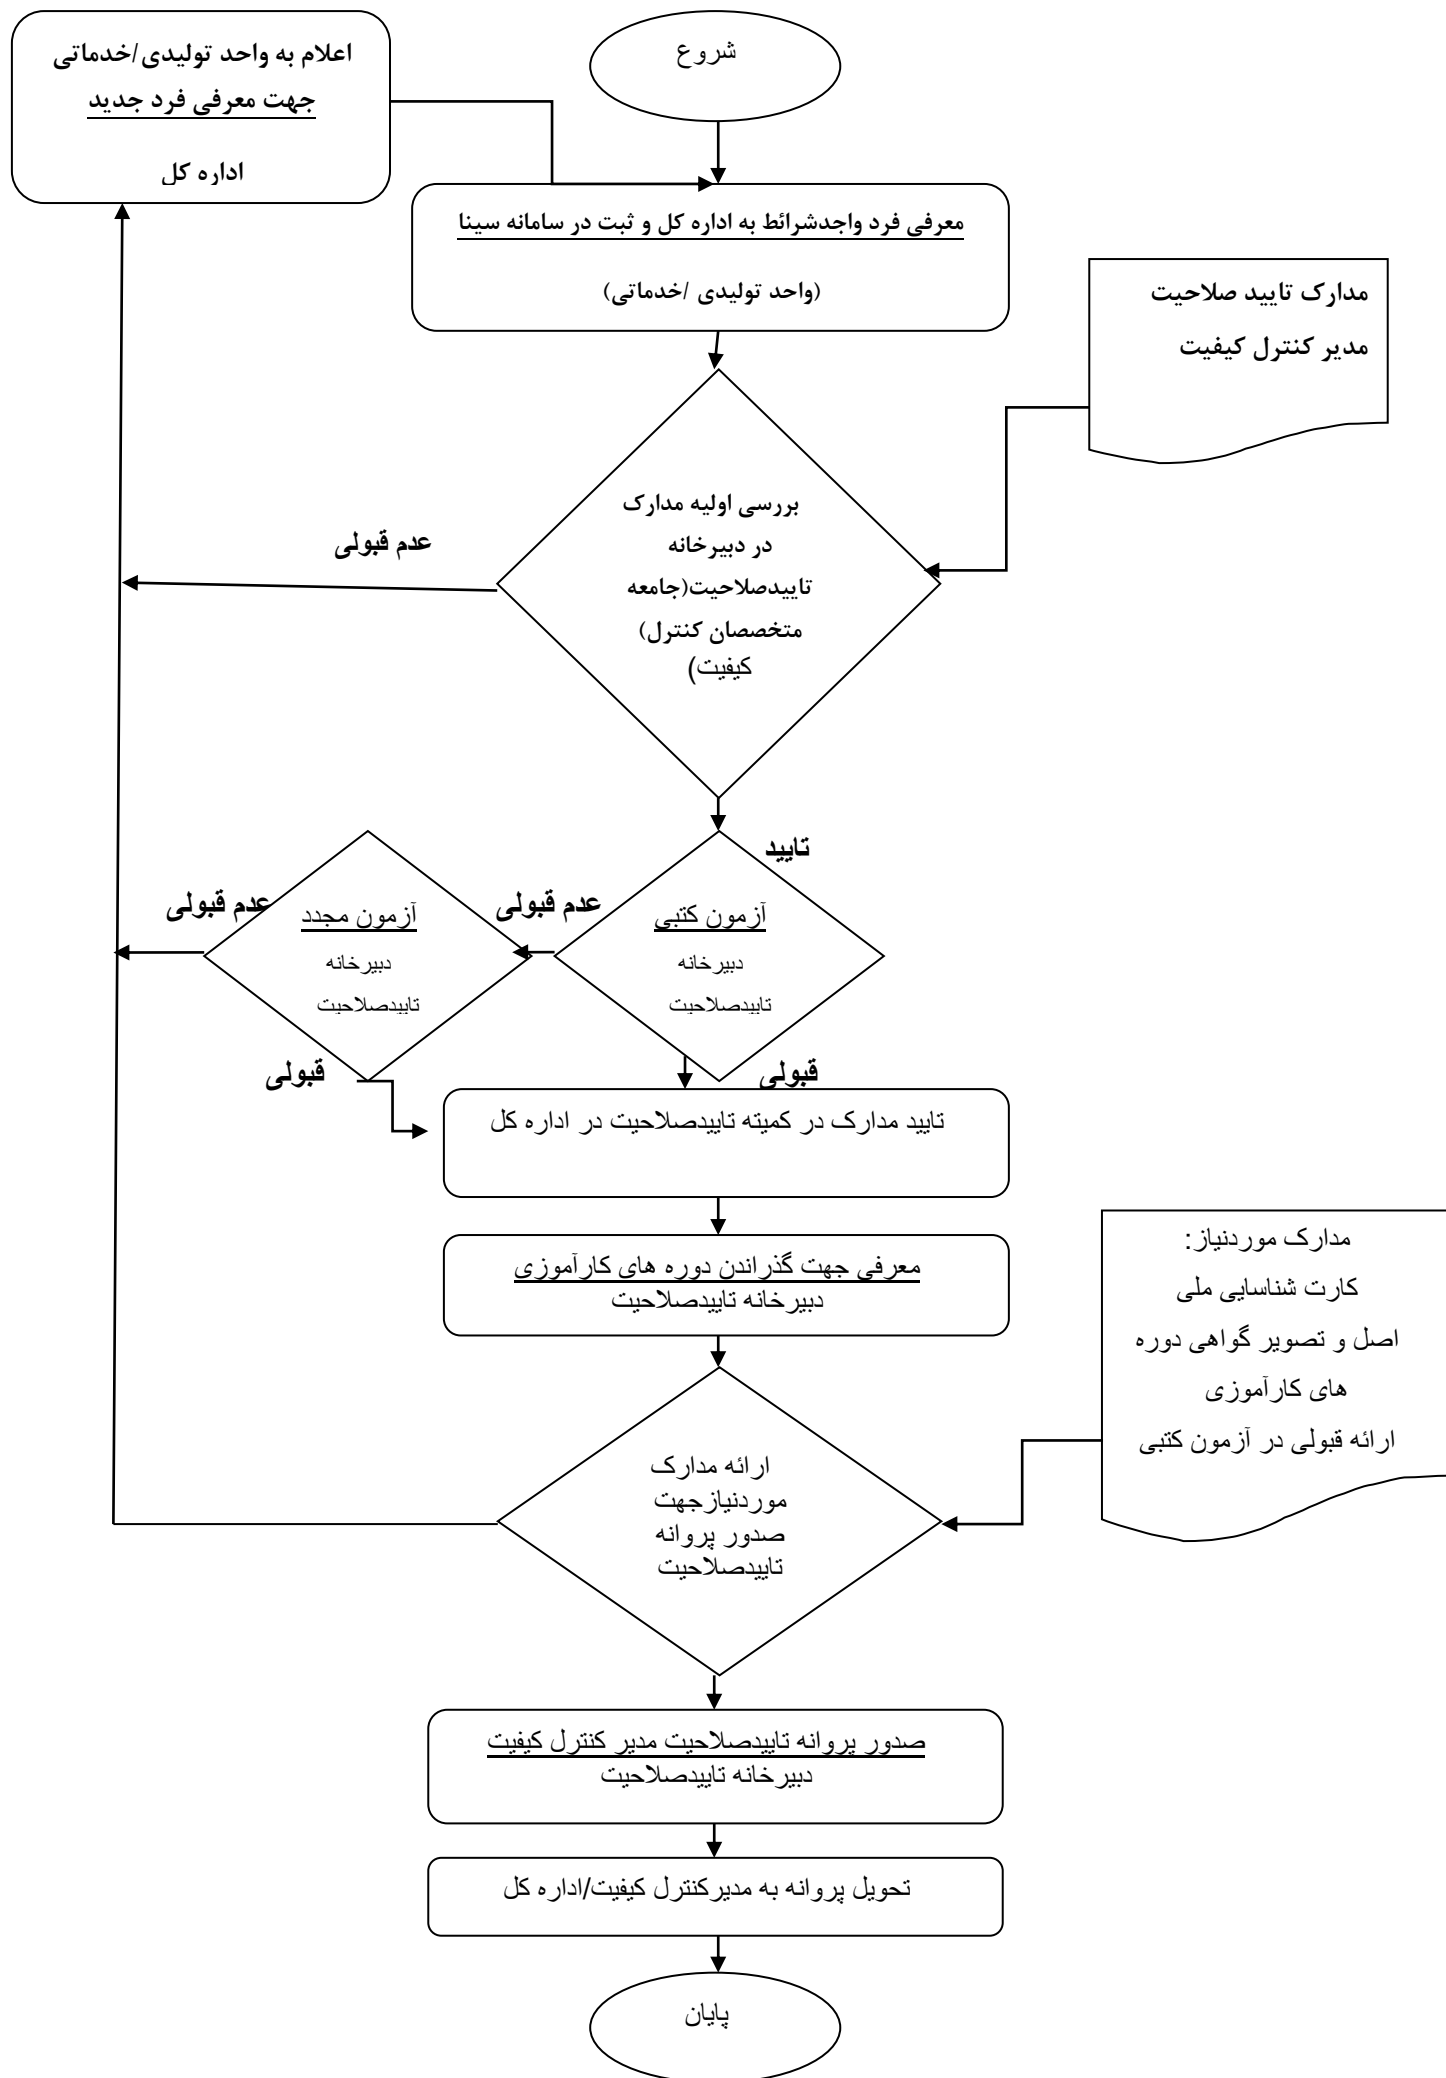 شروع
اعلام به واحد تولیدی/خدماتی
جهت معرفی فرد جدید
اداره کل
معرفی فرد واجدشرائط به اداره کل و ثبت در سامانه سینا
(واحد تولیدی /خدماتی)
مدارک تایید صلاحیت
مدیر کنترل کیفیت
بررسی اولیه مدارک
در دبیرخانه
تاییدصلاحیت(جامعه
متخصصان کنترل)
کیفیت)
عدم قبولی
تایید
آزمون کتبی
دبیرخانه
تاییدصلاحیت
عدم قبولی
آزمون مجدد
دبیرخانه
تاییدصلاحیت
عدم قبولی
قبولی
قبولی
تایید مدارک در کمیته تاییدصلاحیت در اداره کل
معرفی جهت گذراندن دوره های کارآموزی
دبیرخانه تاییدصلاحیت
مدارک موردنیاز:
کارت شناسایی ملی
اصل و تصویر گواهی دوره
های کارآموزی
ارائه قبولی در آزمون کتبی
ارائه مدارک
موردنیازجهت
صدور پروانه
تاییدصلاحیت
صدور پروانه تاییدصلاحیت مدیر کنترل کیفیت
دبیرخانه تاییدصلاحیت
تحویل پروانه به مدیرکنترل کیفیت/اداره کل
پایان